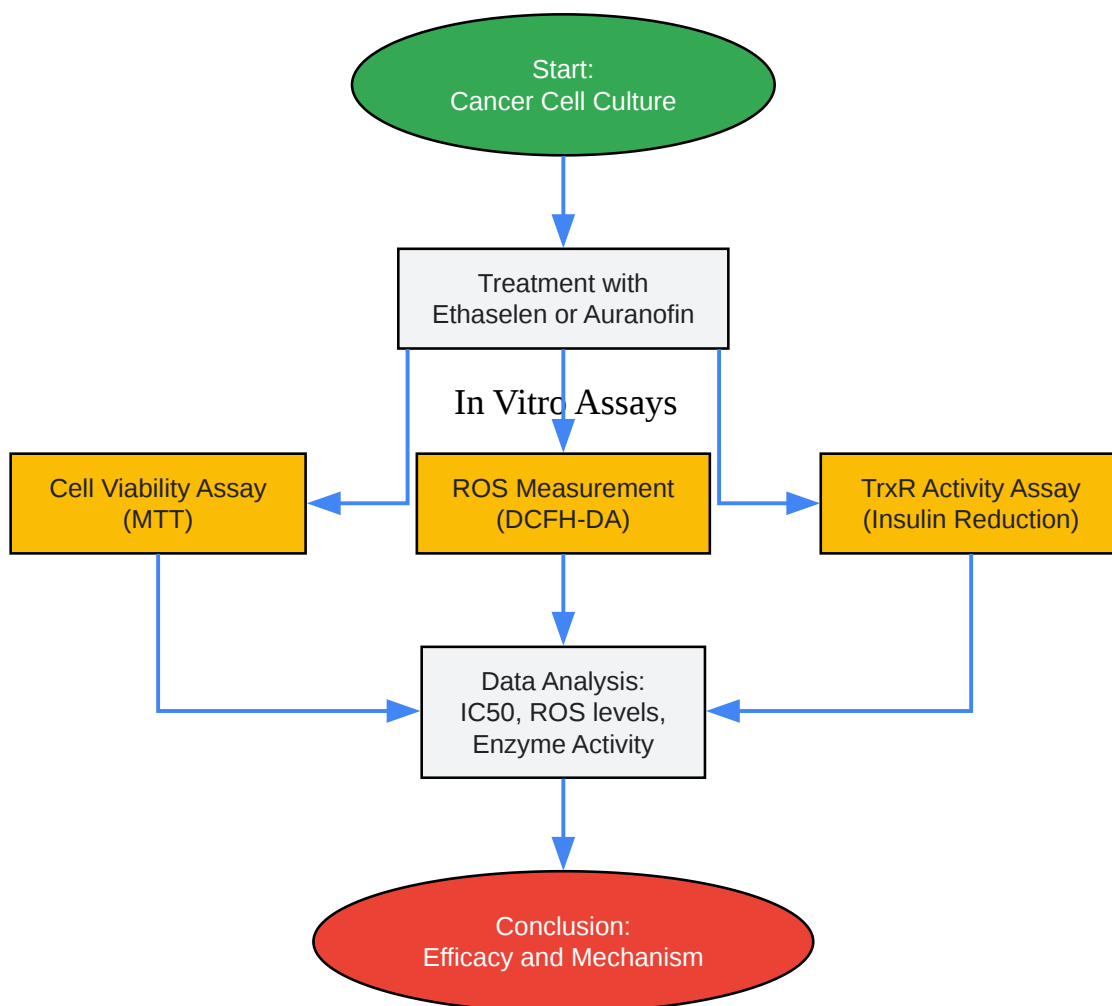 Start:
Cancer Cell Culture
Treatment with
Ethaselen or Auranofin
In Vitro Assays
Cell Viability Assay
(MTT)
ROS Measurement
(DCFH-DA)
TrxR Activity Assay
(Insulin Reduction)
Data Analysis:
IC50, ROS levels,
Enzyme Activity
Conclusion:
Efficacy and Mechanism